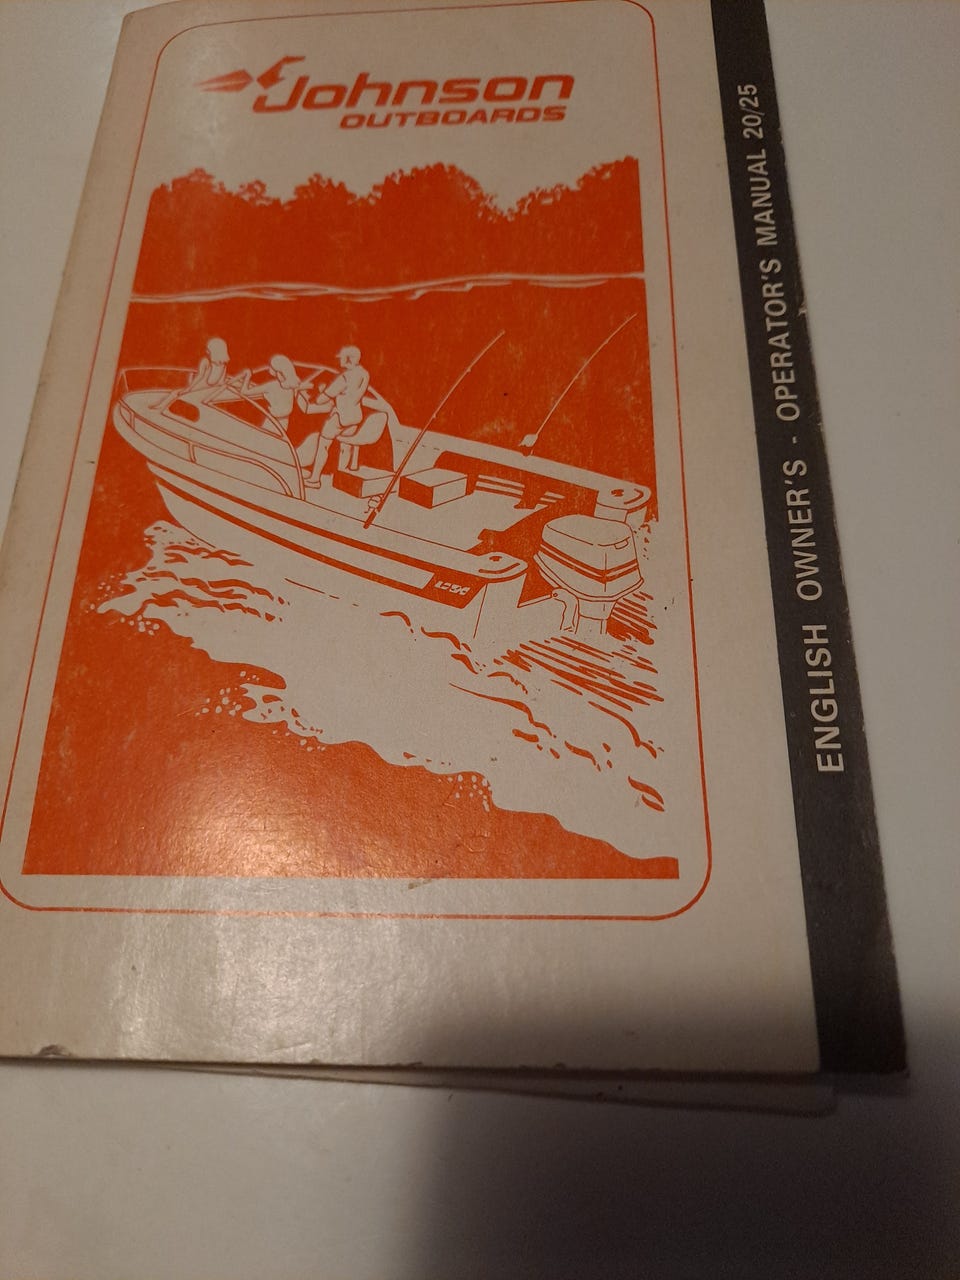 Johnson
OUTBOARDS
ENGLISH OWNER'S - OPERATOR'S MANUAL 20/25